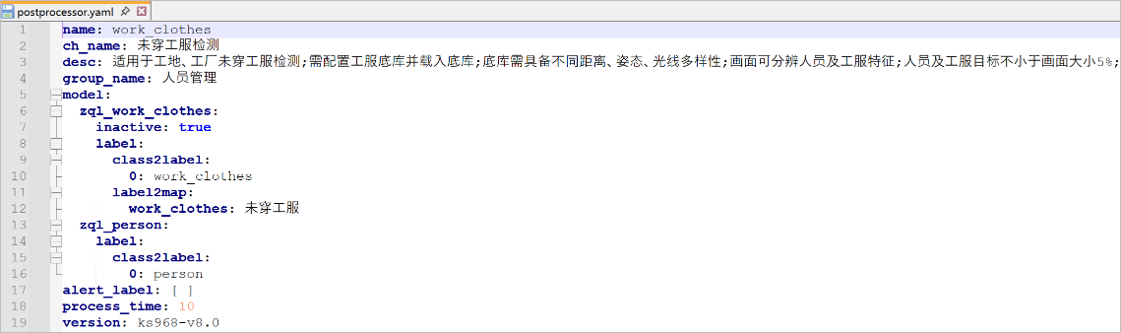 postprocessor.yaml
1 name: work_clothes
2 ch_name: 未穿工服检测
3 desc: 适用于工地、工厂未穿工服检测;需配置工服底库并载入底库;底库需具备不同距离、姿态、光线多样性;画面可分辨人员及工服特征;人员及工服目标不小于画面大小5%;
4 group_name: 人员管理
5 model:
6   zql_work_clothes:
7     inactive: true
8     label:
9       class2label:
10         0: work_clothes
11       label2map:
12         work_clothes: 未穿工服
13   zql_person:
14     label:
15       class2label:
16         0: person
17 alert_label: [ ]
18 process_time: 10
19 version: ks968-v8.0